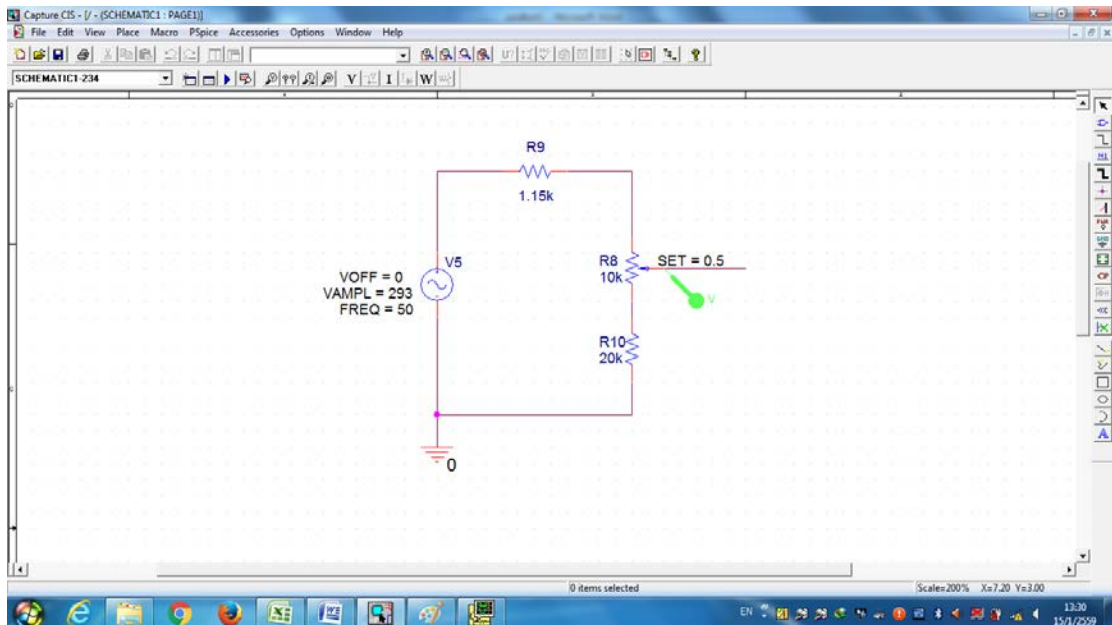 Capture CIS - [/ - (SCHEMATIC1 : PAGE1)]
File Edit View Place Macro PSpice Accessories Options Window Help
SCHEMATIC1-234
V I W
R9
1.15k
V5
VOFF = 0
VAMPL = 293
FREQ = 50
R8
10k
SET = 0.5
V
R10
20k
0
0 items selected
Scale=200% X=7.20 Y=3.00
EN
13:30
15/1/2559